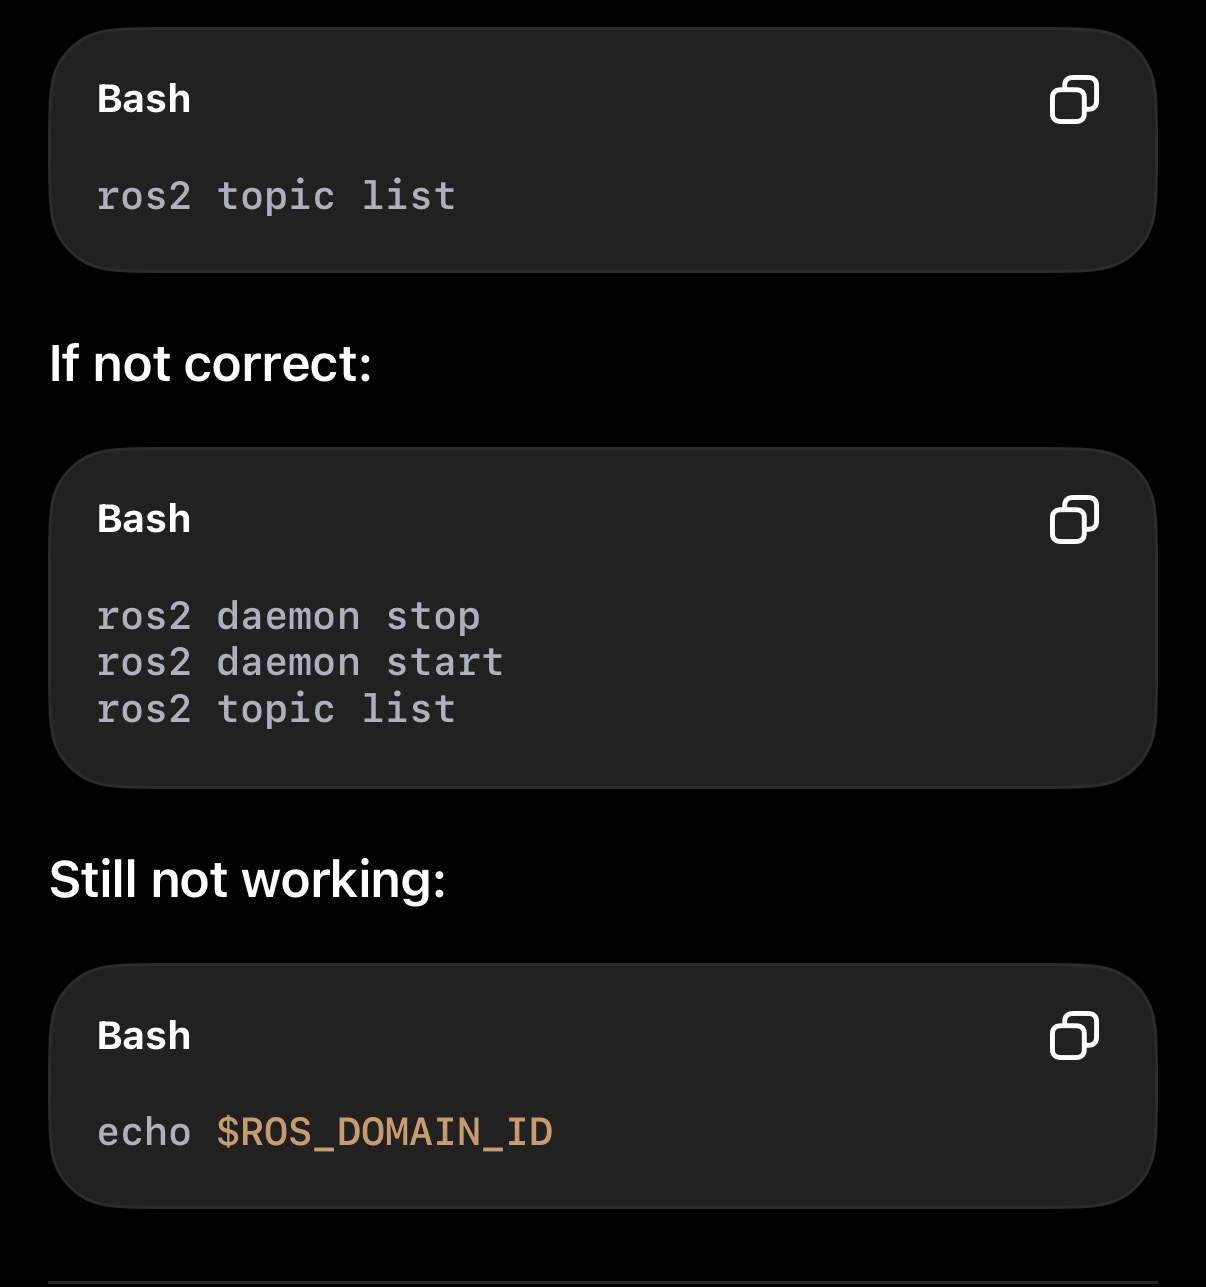 Bash
ros2 topic list
If not correct:
Bash
ros2 daemon stop
ros2 daemon start
ros2 topic list
Still not working:
Bash
echo $ROS_DOMAIN_ID